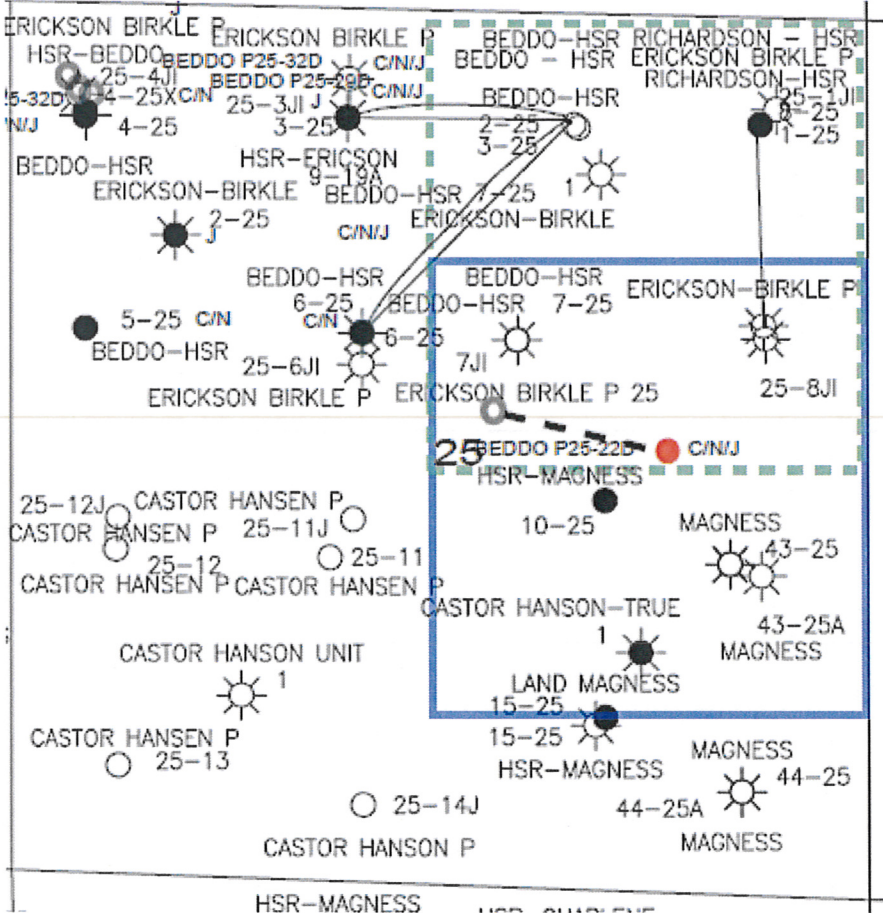 J
ERICKSON BIRKLE P
ERICKSON BIRKLE P
BEDDO-HSR
RICHARDSON - HSR
HSR-BEDDO
BEDDO P25-32D
C/N/J
BEDDO - HSR
ERICKSON BIRKLE P
25-4JI
BEDDO P25-29D
RICHARDSON-HSR
5-32D
4-25X
C/N
25-3JI
J
C/N/J
BEDDO-HSR
25-1JI
N/J
4-25
3-25
2-25
1-25
3-25
BEDDO-HSR
HSR-ERICSON
9-19A
1
ERICKSON-BIRKLE
BEDDO-HSR
7-25
2-25
J
C/N/J
ERICKSON-BIRKLE
BEDDO-HSR
BEDDO-HSR
ERICKSON-BIRKLE P
6-25
BEDDO-HSR
7-25
5-25
C/N
C/N
6-25
BEDDO-HSR
25-6JI
7JI
25-8JI
ERICKSON BIRKLE P
ERICKSON BIRKLE P 25
25
BEDDO P25-22D
C/N/J
HSR-MAGNESS
25-12J
CASTOR HANSEN P
CASTOR HANSEN P
25-11J
10-25
MAGNESS
25-12
25-11
43-25
CASTOR HANSEN P
CASTOR HANSEN P
CASTOR HANSON-TRUE
43-25A
1
CASTOR HANSON UNIT
MAGNESS
1
LAND MAGNESS
15-25
CASTOR HANSEN P
15-25
25-13
HSR-MAGNESS
MAGNESS
44-25
25-14J
44-25A
CASTOR HANSON P
MAGNESS
HSR-MAGNESS